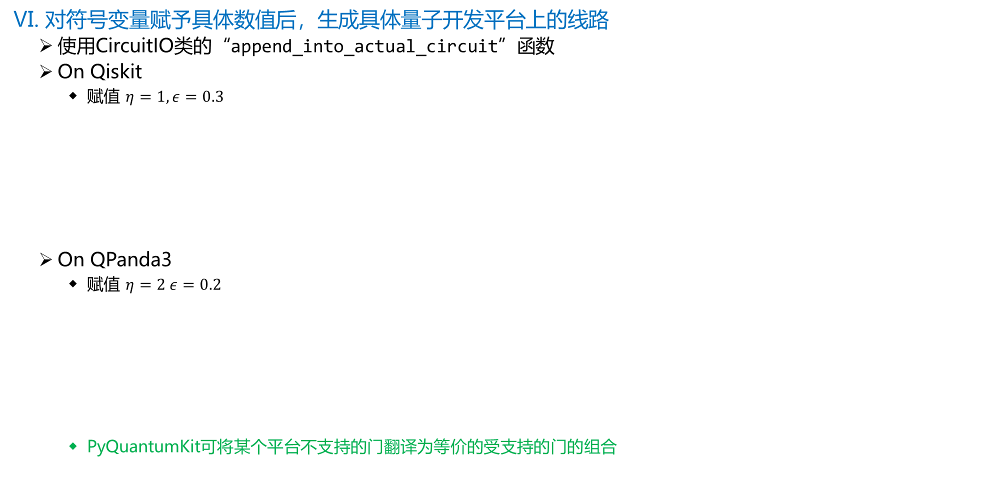 VI. 对符号变量赋予具体数值后，生成具体量子开发平台上的线路
➢ 使用CircuitIO类的“append_into_actual_circuit”函数
➢ On Qiskit
◆ 赋值 η = 1, ϵ = 0.3
➢ On QPanda3
◆ 赋值 η = 2 ϵ = 0.2
◆ PyQuantumKit可将某个平台不支持的门翻译为等价的受支持的门的组合